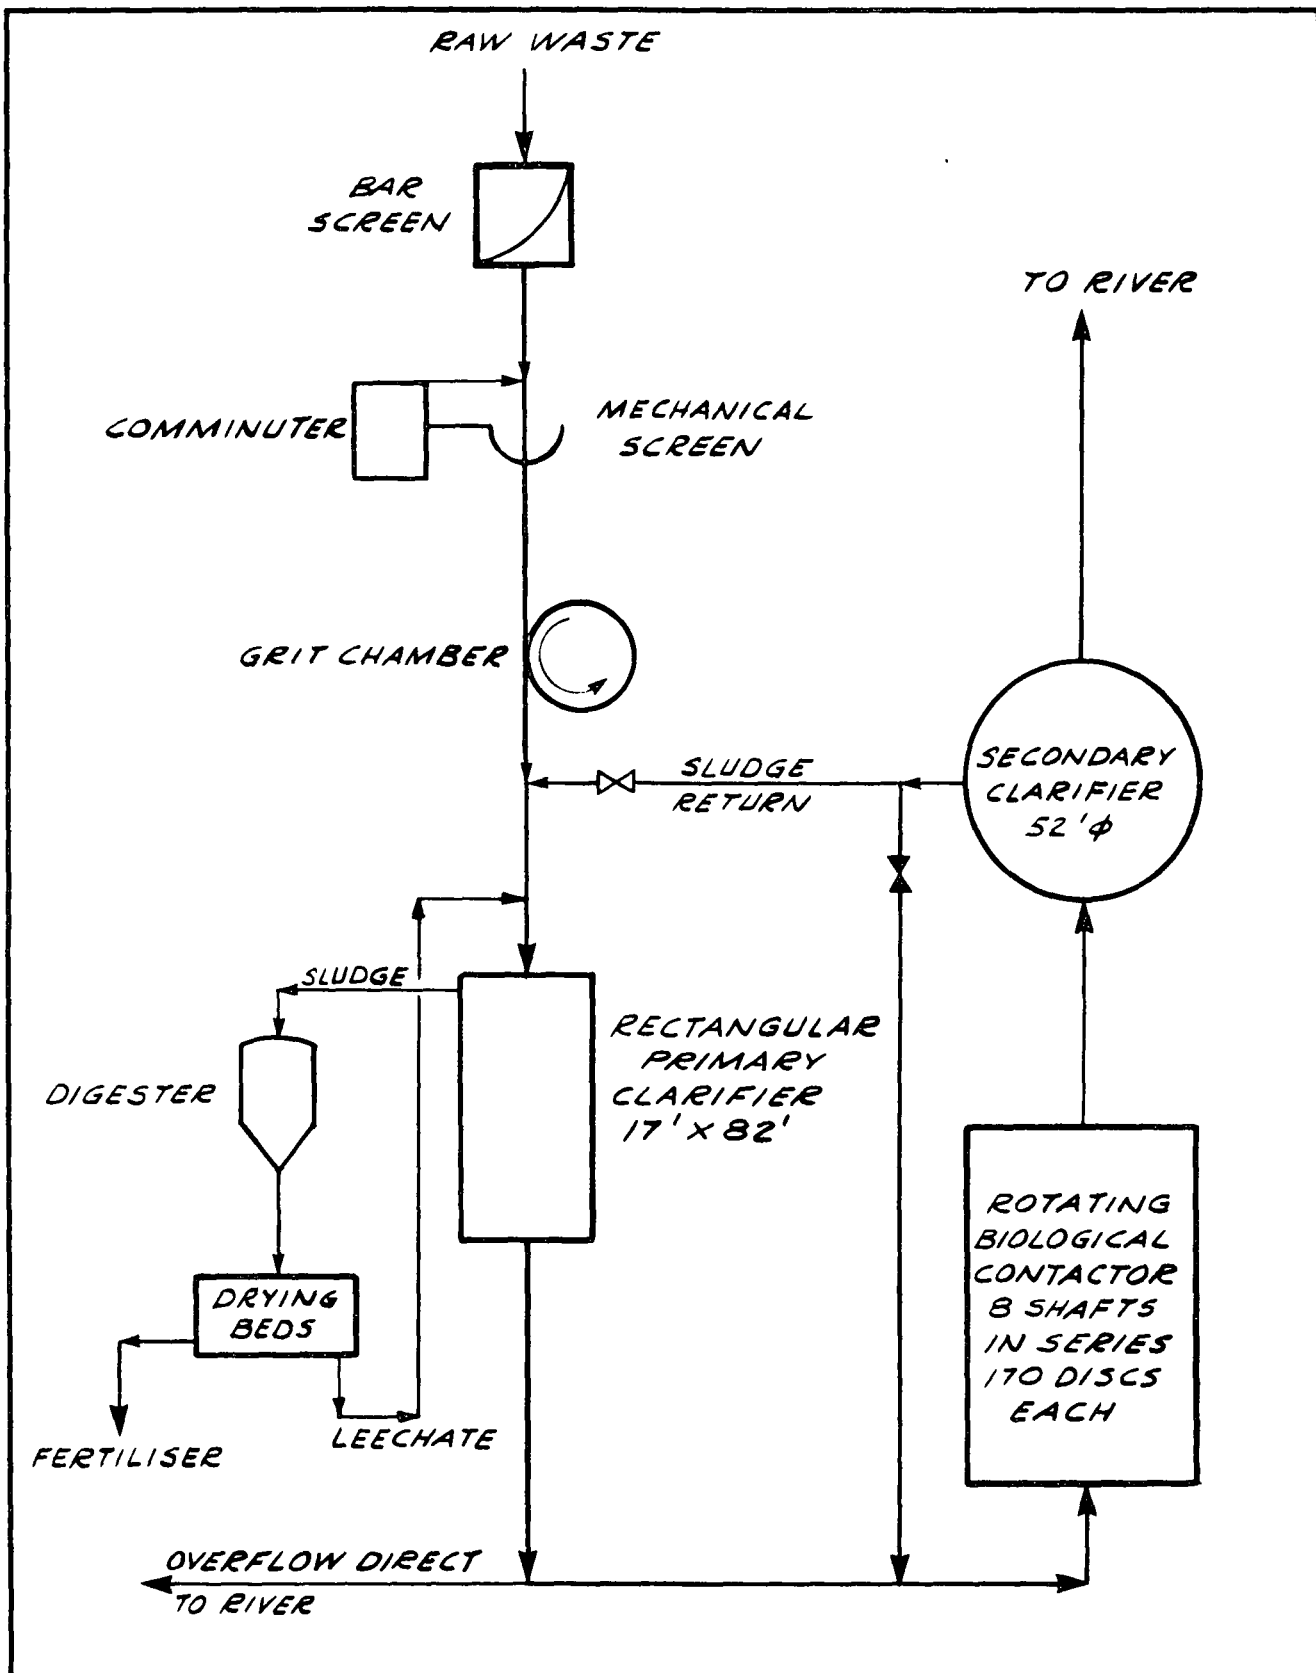 RAW WASTE
BAR
SCREEN
TO RIVER
COMMINUTER
MECHANICAL
SCREEN
GRIT CHAMBER
SLUDGE
RETURN
SECONDARY
CLARIFIER
52'φ
SLUDGE
RECTANGULAR
PRIMARY
CLARIFIER
17' X 82'
DIGESTER
DRYING
BEDS
ROTATING
BIOLOGICAL
CONTACTOR
8 SHAFTS
IN SERIES
170 DISCS
EACH
FERTILISER
LEECHATE
OVERFLOW DIRECT
TO RIVER